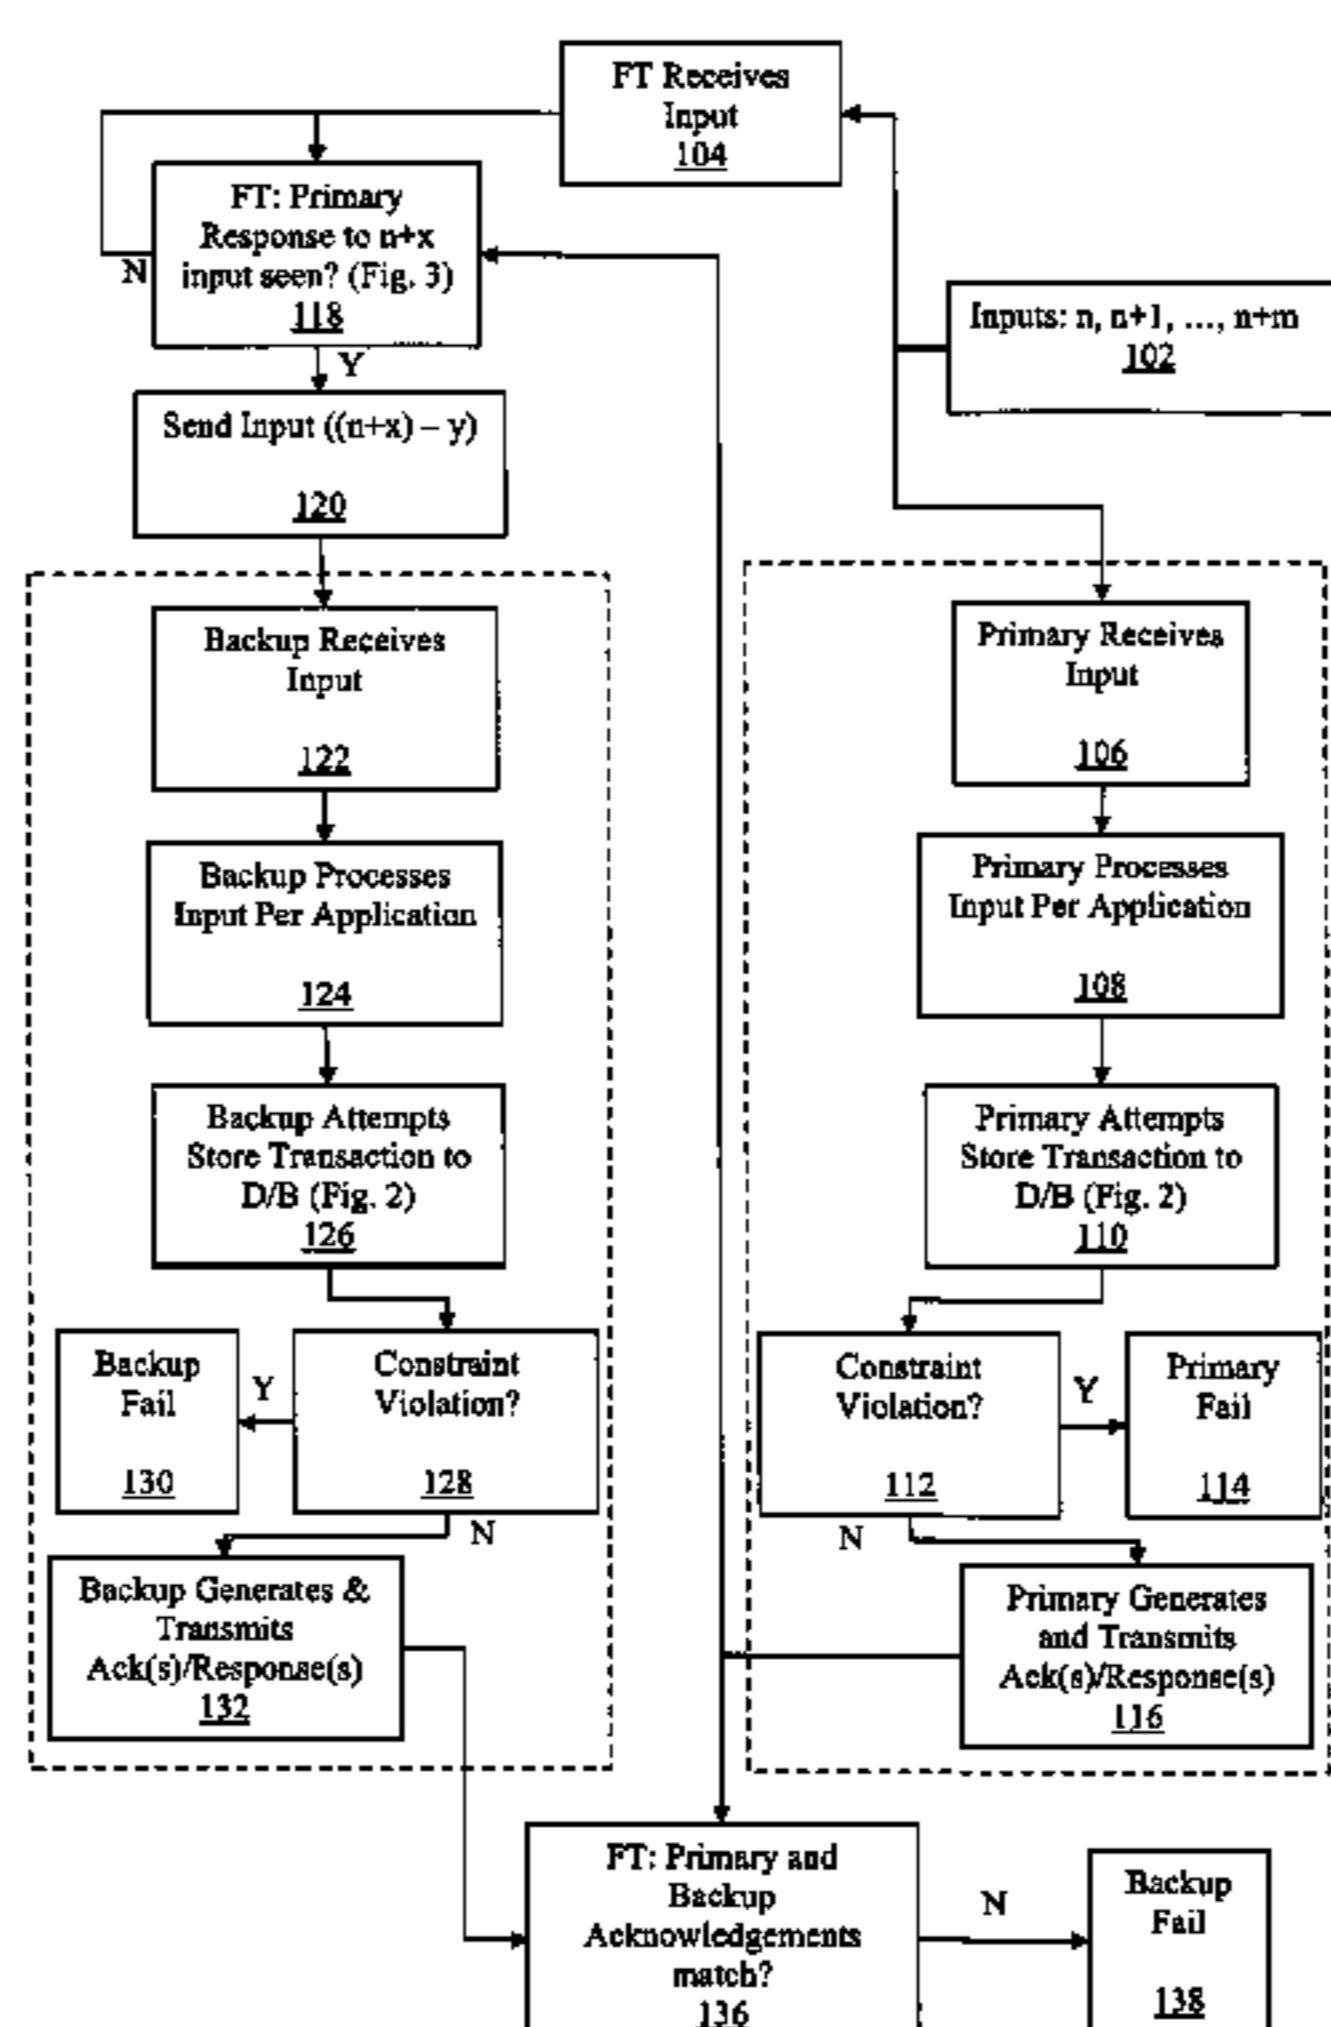 FT Receives
Input
104
FT: Primary
Response to n+x
input seen? (Fig. 3)
118
N
Y
Inputs: n, n+1, ..., n+m
102
Send Input ((n+x) – y)
120
Backup Receives
Input
122
Primary Receives
Input
106
Backup Processes
Input Per Application
124
Primary Processes
Input Per Application
108
Backup Attempts
Store Transaction to
D/B (Fig. 2)
126
Primary Attempts
Store Transaction to
D/B (Fig. 2)
110
Backup
Fail
130
Y
Constraint
Violation?
128
N
Constraint
Violation?
112
Y
Primary
Fail
114
N
Backup Generates &
Transmits
Ack(s)/Response(s)
132
Primary Generates
and Transmits
Ack(s)/Response(s)
116
FT: Primary and
Backup
Acknowledgements
match?
136
N
Backup
Fail
138